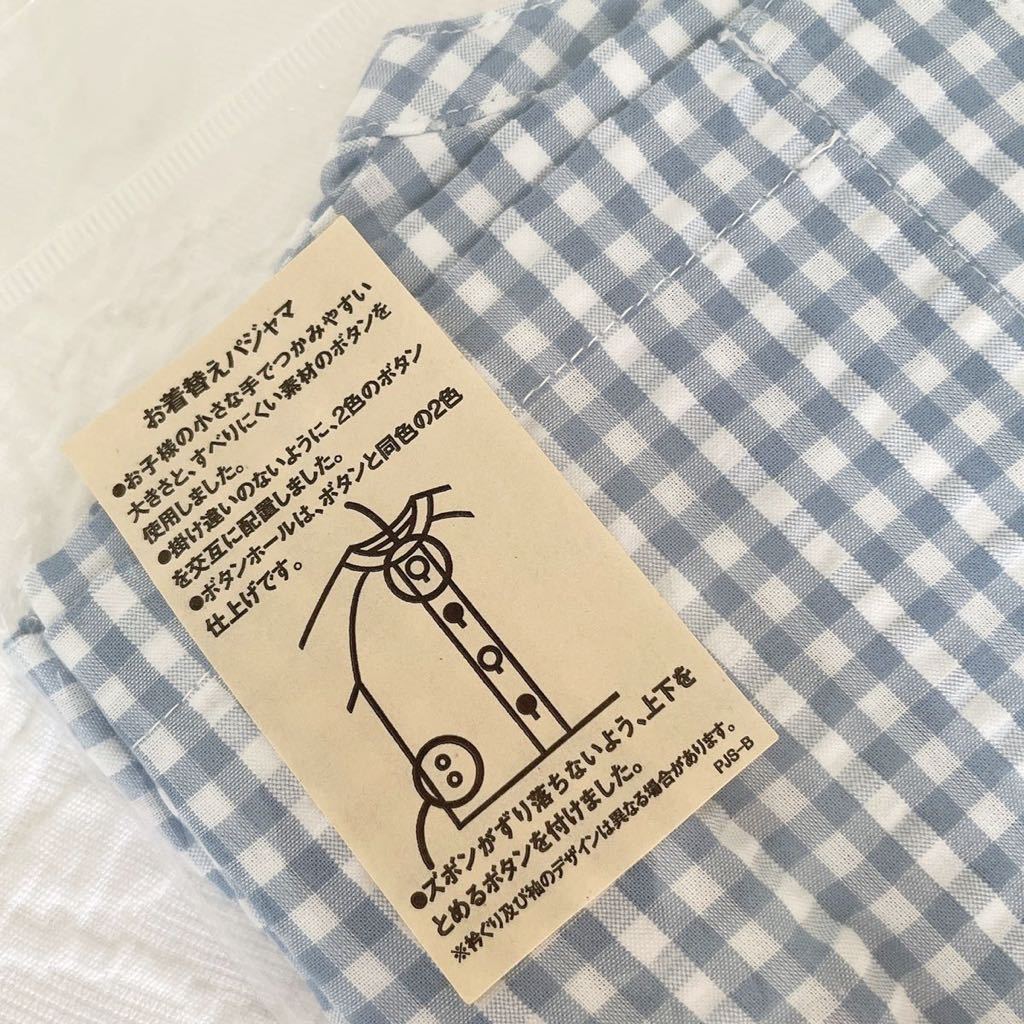 お着替えパジャマ
●お子様の小さな手でつかみやすい
大きさと、すべりにくい素材のボタンを
使用しました。
●掛け違いのないように、2色のボタン
を交互に配置しました。
●ボタンホールは、ボタンと同色の2色
仕上げです。
●ズボンがずり落ちないよう、上下を
とめるボタンを付けました。
※衿ぐり及び袖のデザインは異なる場合があります。
PJS-B